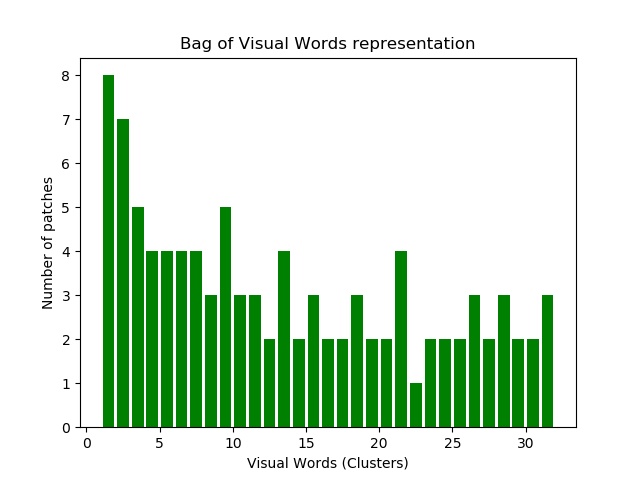 Bag of Visual Words representation
8
7
6
5
4
3
2
1
0
Number of patches
0 5 10 15 20 25 30
Visual Words (Clusters)